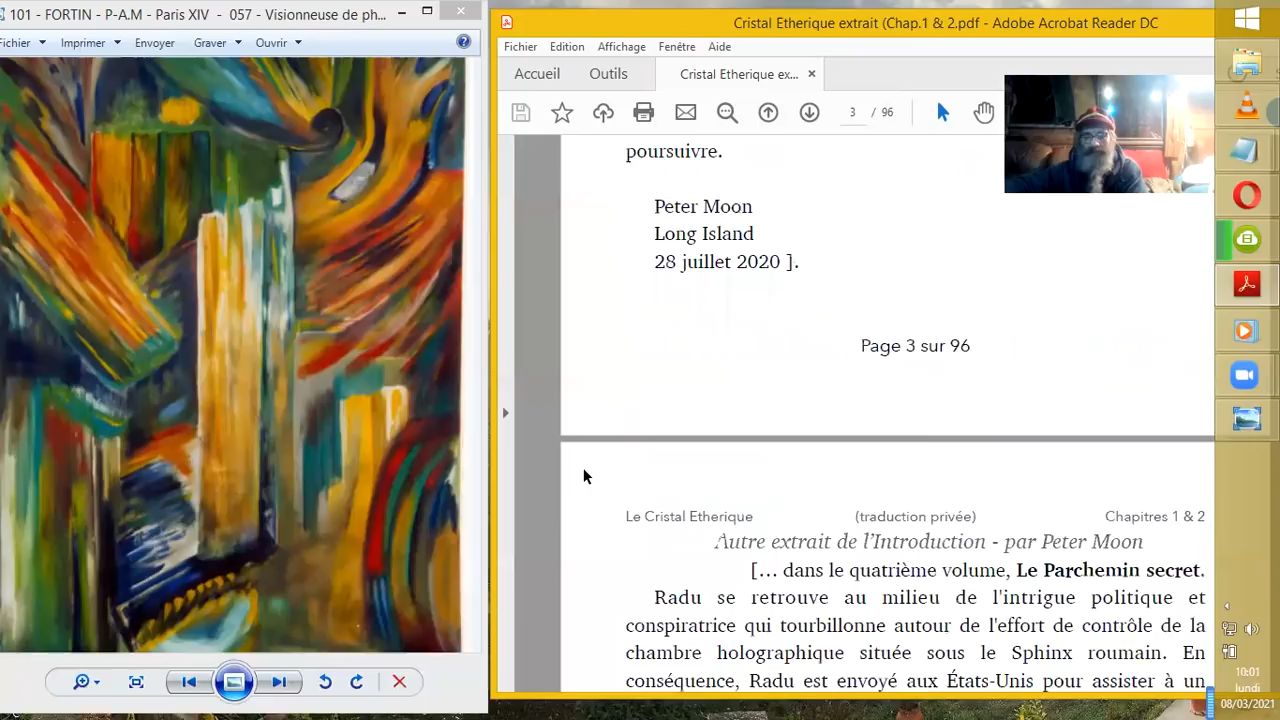 101 - FORTIN - P-A.M - Paris XIV - 057 - Visionneuse de ph...
Fichier Imprimer Envoyer Graver Ouvrir
Cristal Etherique extrait (Chap.1 & 2.pdf - Adobe Acrobat Reader DC
Fichier Edition Affichage Fenêtre Aide
Accueil Outils Cristal Etherique ex...
3 / 96
poursuivre.
Peter Moon
Long Island
28 juillet 2020 ].
Page 3 sur 96
Le Cristal Etherique (traduction privée) Chapitres 1 & 2
Autre extrait de l'Introduction - par Peter Moon
[… dans le quatrième volume, Le Parchemin secret.
Radu se retrouve au milieu de l'intrigue politique et
conspiratrice qui tourbillonne autour de l'effort de contrôle de la
chambre holographique située sous le Sphinx roumain. En
conséquence, Radu est envoyé aux États-Unis pour assister à un
10:01
lundi
08/03/2021